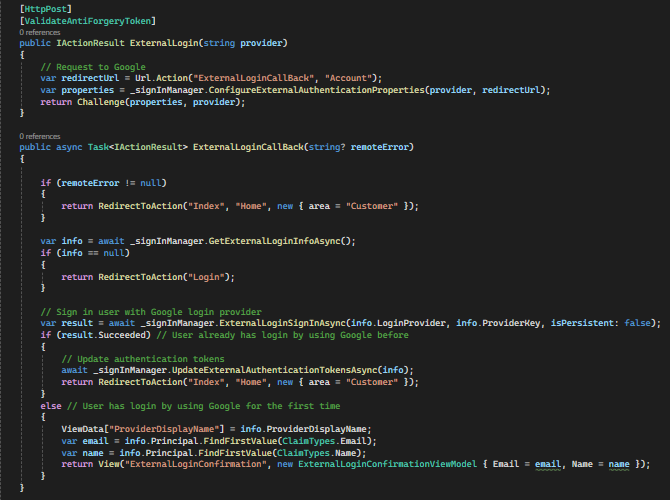 [HttpPost]
[ValidateAntiForgeryToken]
0 references
public IActionResult ExternalLogin(string provider)
{
// Request to Google
var redirectUrl = Url.Action("ExternalLoginCallBack", "Account");
var properties = _signInManager.ConfigureExternalAuthenticationProperties(provider, redirectUrl);
return Challenge(properties, provider);
}
0 references
public async Task<IActionResult> ExternalLoginCallBack(string? remoteError)
{
if (remoteError != null)
{
return RedirectToAction("Index", "Home", new { area = "Customer" });
}
var info = await _signInManager.GetExternalLoginInfoAsync();
if (info == null)
{
return RedirectToAction("Login");
}
// Sign in user with Google login provider
var result = await _signInManager.ExternalLoginSignInAsync(info.LoginProvider, info.ProviderKey, isPersistent: false);
if (result.Succeeded) // User already has login by using Google before
{
// Update authentication tokens
await _signInManager.UpdateExternalAuthenticationTokensAsync(info);
return RedirectToAction("Index", "Home", new { area = "Customer" });
}
else // User has login by using Google for the first time
{
ViewData["ProviderDisplayName"] = info.ProviderDisplayName;
var email = info.Principal.FindFirstValue(ClaimTypes.Email);
var name = info.Principal.FindFirstValue(ClaimTypes.Name);
return View("ExternalLoginConfirmation", new ExternalLoginConfirmationViewModel { Email = email, Name = name });
}
}